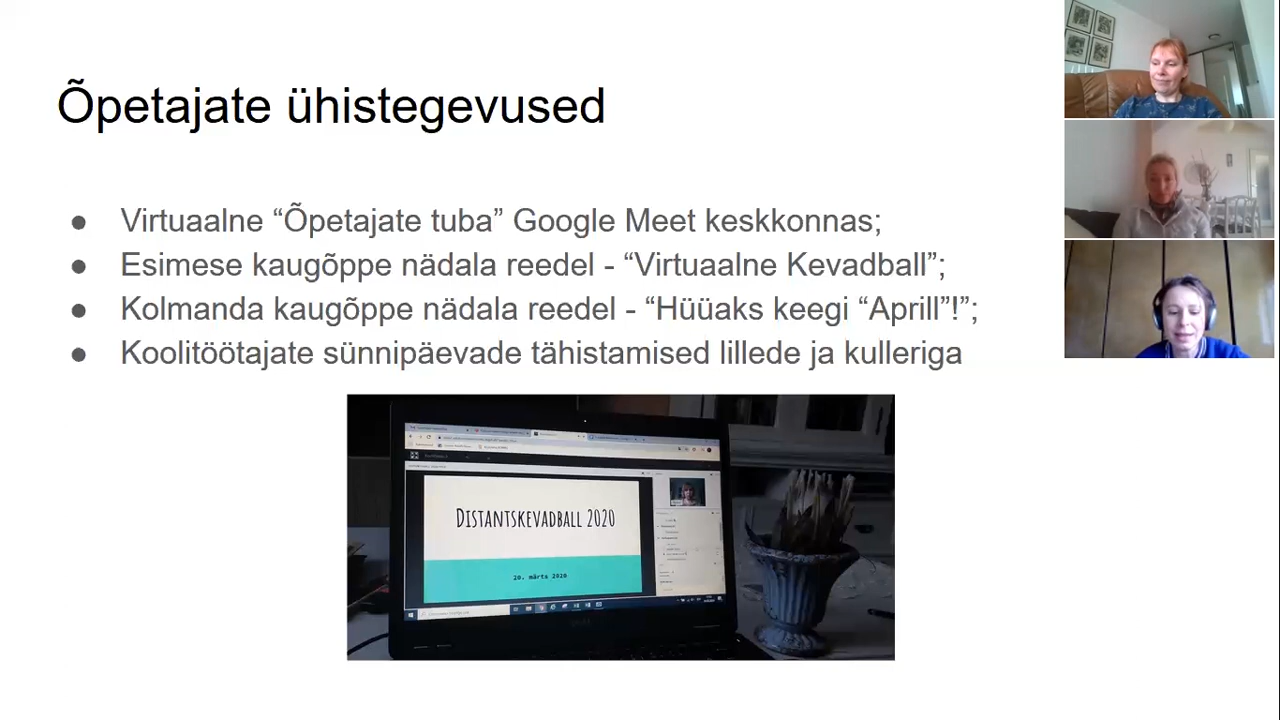 Õpetajate ühistegevused
● Virtuaalne “Õpetajate tuba” Google Meet keskkonnas;
● Esimese kaugõppe nädala reedel - “Virtuaalne Kevadball”;
● Kolmanda kaugõppe nädala reedel - “Hüüaks keegi “Aprill”!”;
● Koolitöötajate sünnipäevade tähistamised lillede ja kulleriga
DISTANTSKEVADBALL 2020
20. märts 2020